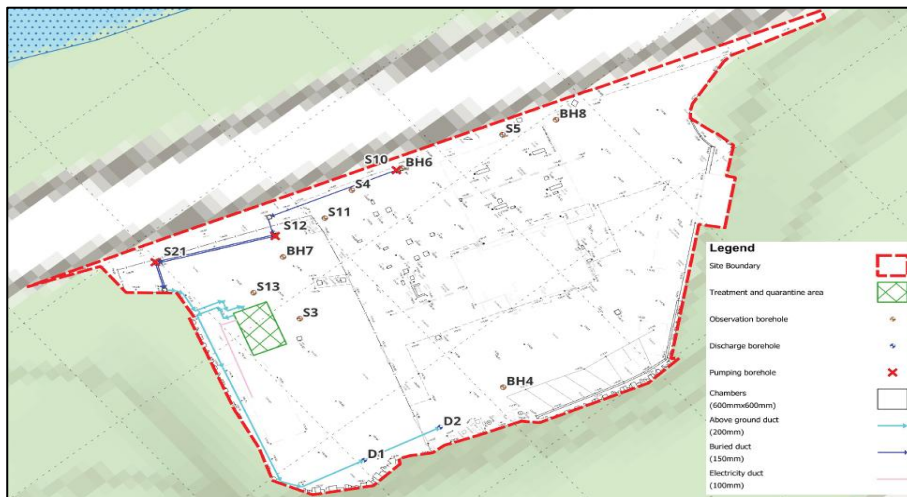 BH8
S5
S10
BH6
S4
S11
S12
BH7
S21
S13
S3
BH4
D2
D1
Legend
Site Boundary
Treatment and quarantine area
Observation borehole
Discharge borehole
Pumping borehole
Chambers
(600mmx600mm)
Above ground duct
(200mm)
Buried duct
(150mm)
Electricity duct
(100mm)